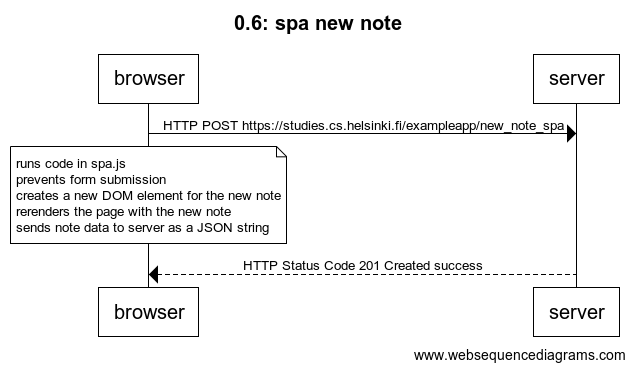 0.6: spa new note
browser
server
HTTP POST https://studies.cs.helsinki.fi/exampleapp/new_note_spa
runs code in spa.js
prevents form submission
creates a new DOM element for the new note
rerenders the page with the new note
sends note data to server as a JSON string
HTTP Status Code 201 Created success
browser
server
www.websequencediagrams.com